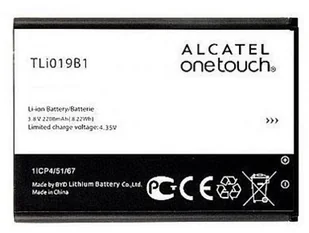 TLi019B1
ALCATEL
onetouch®
Li-ion Battery/Batterie
3.8V 2200mAh( 8.22Wh)
Limited charge voltage: 4.35V
>>>
1ICP4/51/67
Made by BYD Lithium Battery Co.,Ltd.
Made in China
CE